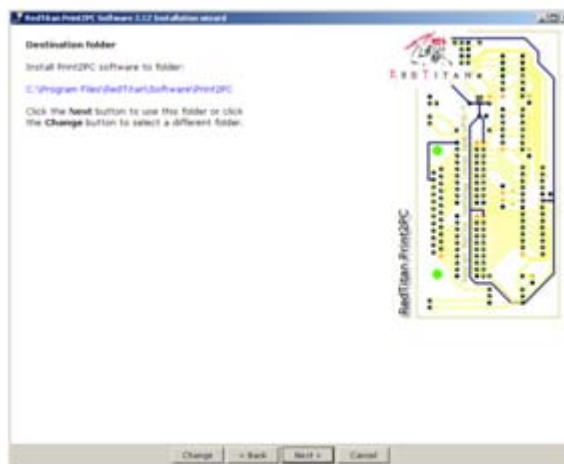 RedTitan Print2PC Software 2.12 Installation wizard
Destination folder
Install Print2PC software to folder:
C:\Program Files\RedTitan\Software\Print2PC
Click the Next button to use this folder or click
the Change button to select a different folder.
RED TITAN
RedTitan Print2PC
Change
< Back
Next >
Cancel